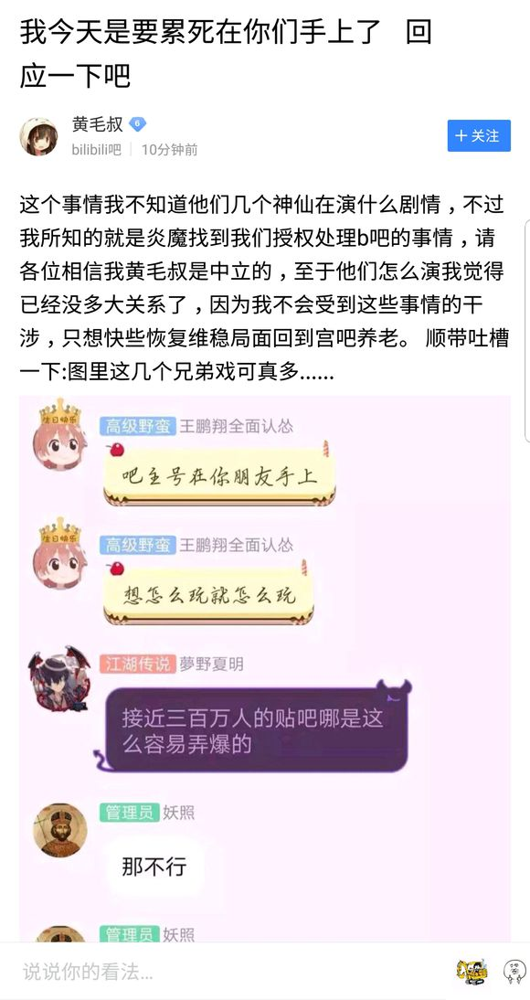 我今天是要累死在你们手上了 回
应一下吧
黄毛叔 6
bilibili吧 10分钟前
+ 关注
这个事情我不知道他们几个神仙在演什么剧情，不过
我所知的就是炎魔找到我们授权处理b吧的事情，请
各位相信我黄毛叔是中立的，至于他们怎么演我觉得
已经没多大关系了，因为我不会受到这些事情的干
涉，只想快些恢复维稳局面回到宫吧养老。 顺带吐槽
一下:图里这几个兄弟戏可真多......
生日快乐
高级野蛮 王鹏翔全面认怂
吧主号在你朋友手上
生日快乐
高级野蛮 王鹏翔全面认怂
想怎么玩就怎么玩
江湖传说 夢野夏明
接近三百万人的贴吧哪是这
么容易弄爆的
管理员 妖照
那不行
管理员 妖照
说说你的看法...